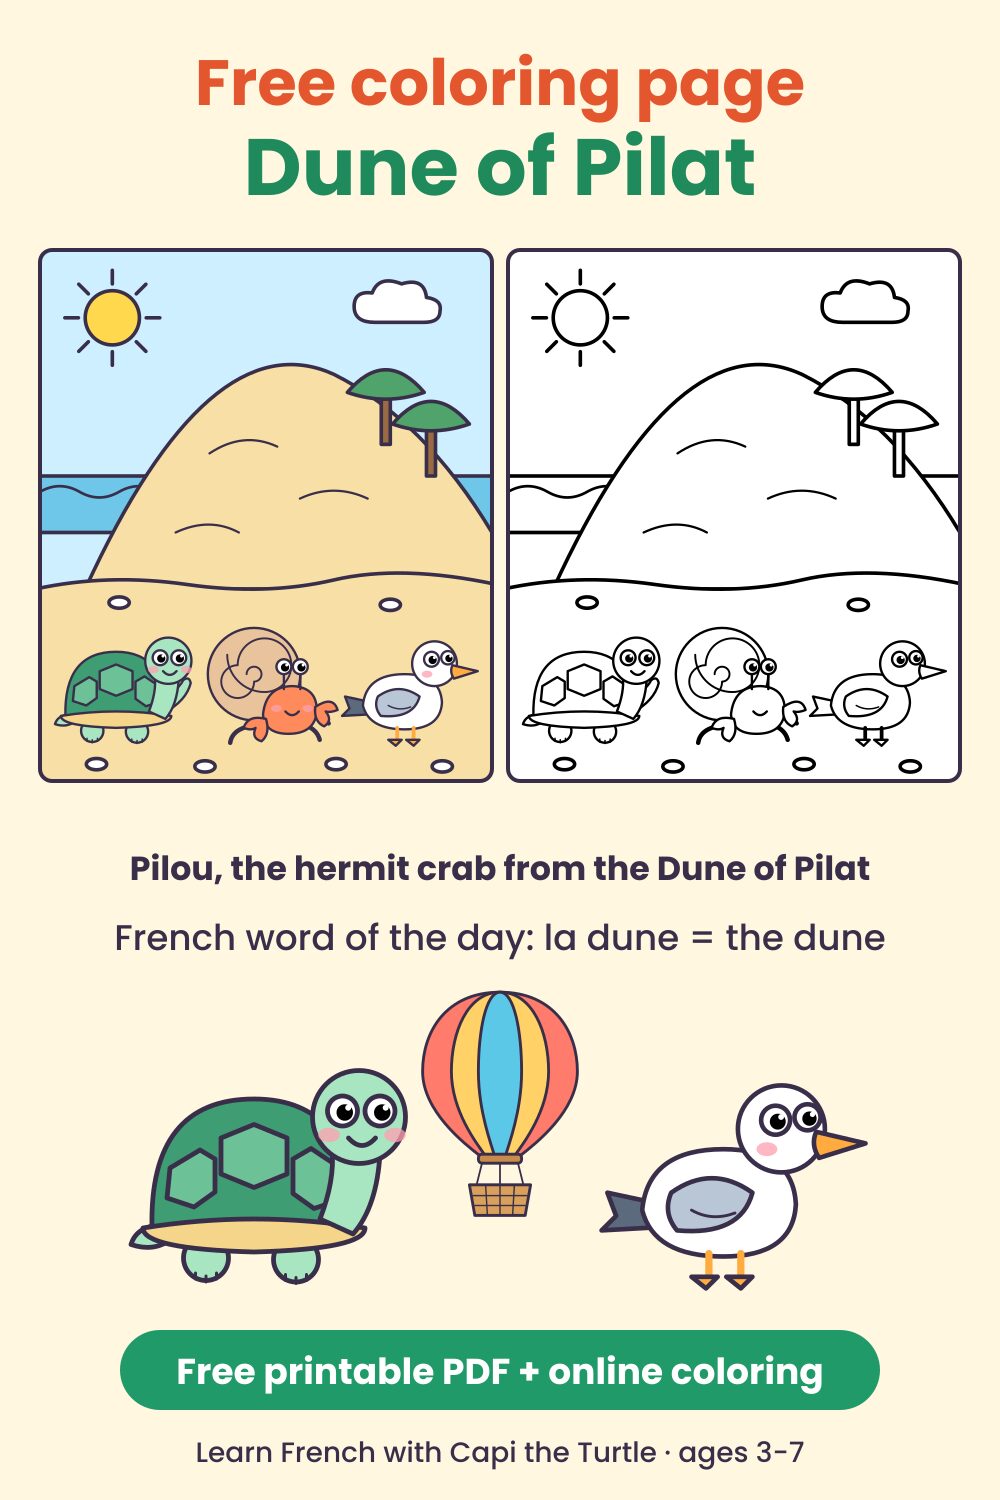 Free coloring page
Dune of Pilat
Pilou, the hermit crab from the Dune of Pilat
French word of the day: la dune = the dune
Free printable PDF + online coloring
Learn French with Capi the Turtle · ages 3-7